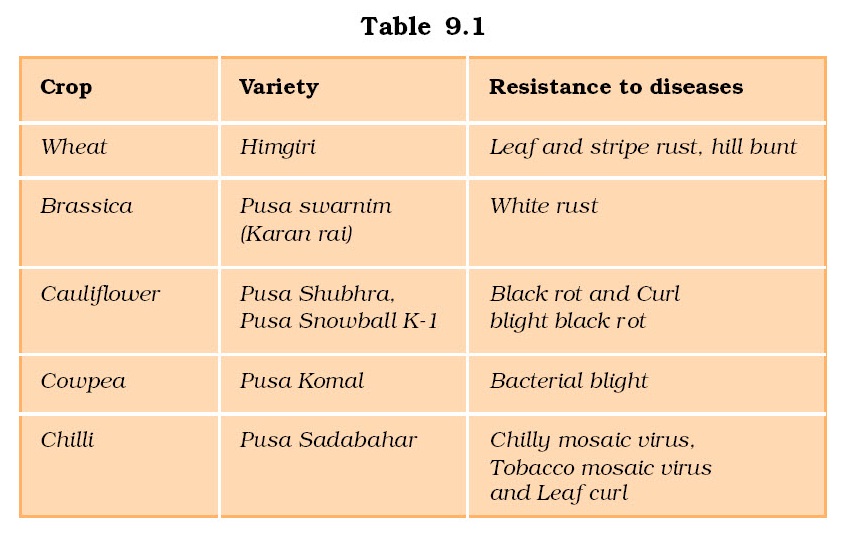 Table 9.1
Crop Variety Resistance to diseases
Wheat Himgiri Leaf and stripe rust, hill bunt
Brassica Pusa swarnim White rust
(Karan rai)
Cauliflower Pusa Shubhra, Black rot and Curl
Pusa Snowball K-1 blight black rot
Cowpea Pusa Komal Bacterial blight
Chilli Pusa Sadabahar Chilly mosaic virus,
Tobacco mosaic virus
and Leaf curl